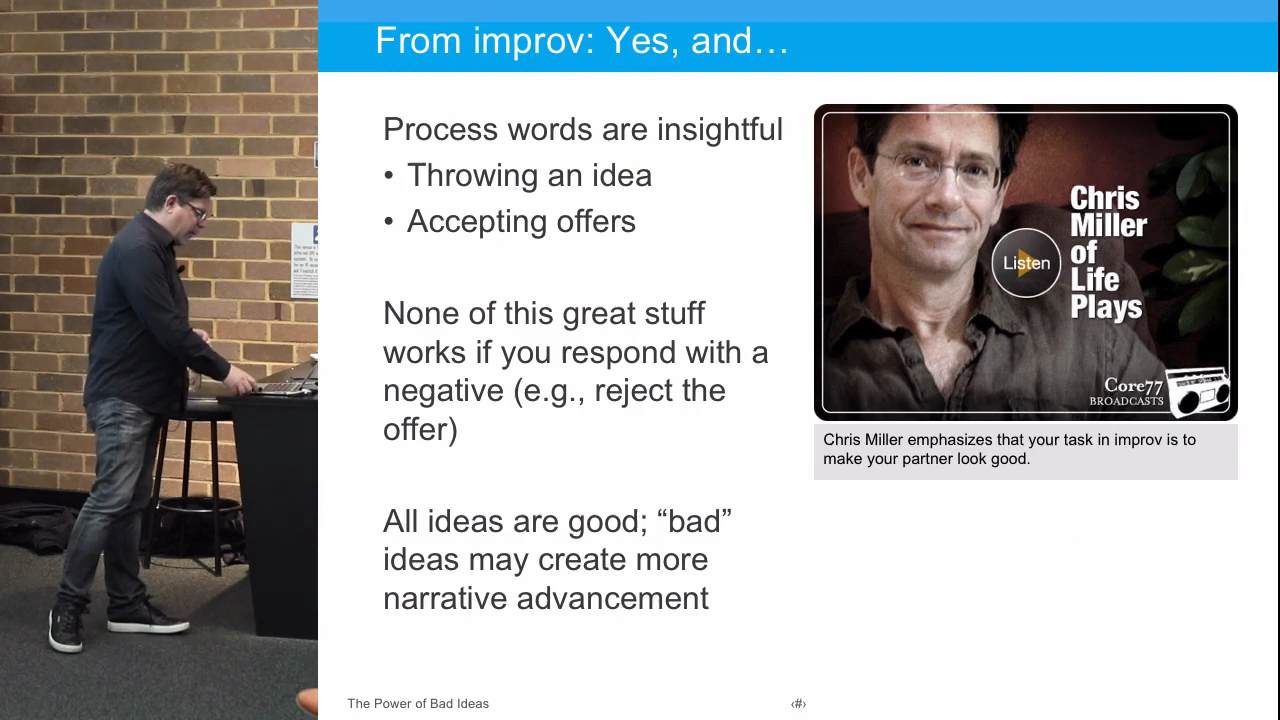 From improv: Yes, and…
Process words are insightful
• Throwing an idea
• Accepting offers
None of this great stuff
works if you respond with a
negative (e.g., reject the
offer)
All ideas are good; “bad”
ideas may create more
narrative advancement
Chris
Miller
of
Life
Plays
Listen
Core77
BROADCASTS
Chris Miller emphasizes that your task in improv is to
make your partner look good.
The Power of Bad Ideas
‹#›